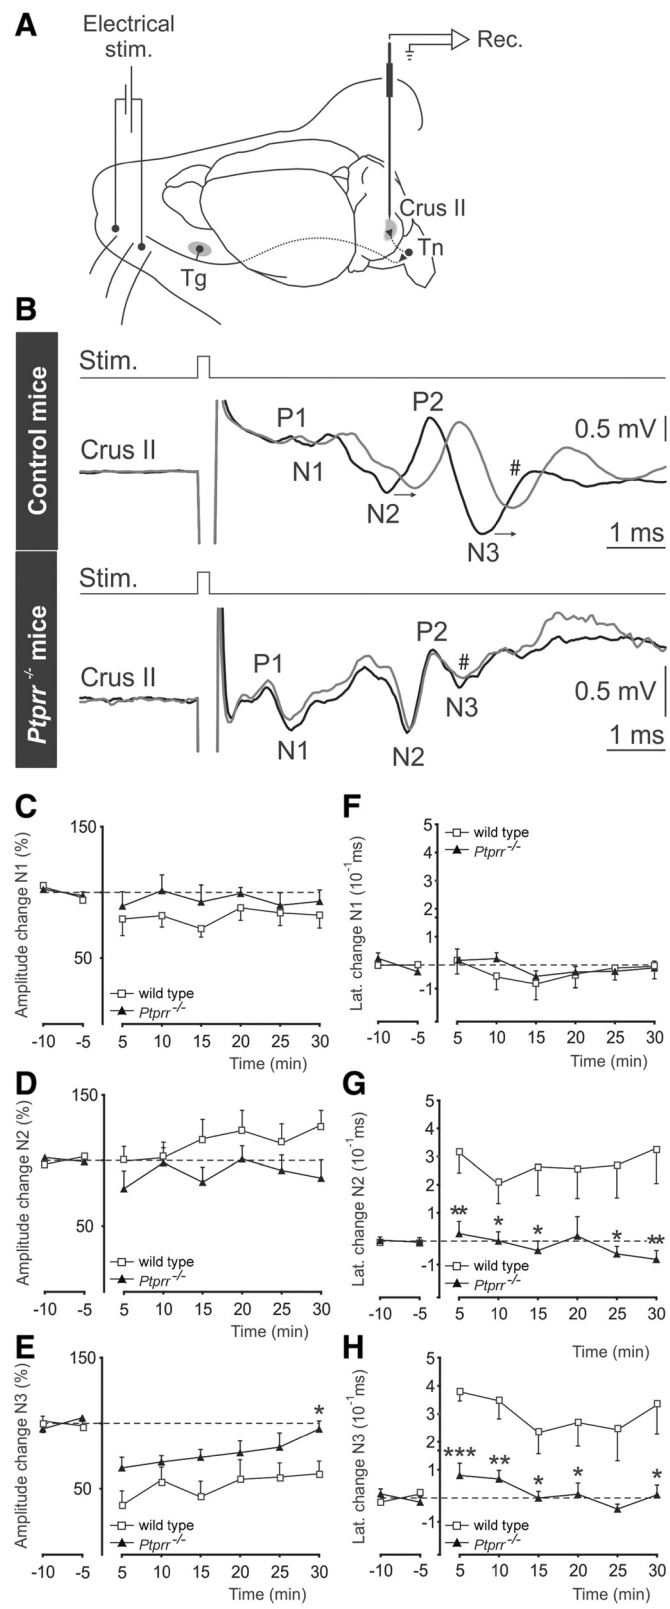 A
Electrical
stim.
Rec.
Crus II
Tn
Tg
B
Control mice
Stim.
P1
P2
0.5 mV
Crus II
N1
#
N2
N3
1 ms
Ptprr -/- mice
Stim.
P1
P2
#
Crus II
0.5 mV
N3
N1
N2
1 ms
C
Amplitude change N1 (%)
150
50
wild type
Ptprr-/-
-10 -5 5 10 15 20 25 30
Time (min)
F
Lat. change N1 (10-1ms)
5
4
3
2
1
-1
wild type
Ptprr-/-
-10 -5 5 10 15 20 25 30
Time (min)
D
Amplitude change N2 (%)
150
50
wild type
Ptprr-/-
-10 -5 5 10 15 20 25 30
Time (min)
G
Lat. change N2 (10-1ms)
5
4
3
2
1
-1
** * * * **
wild type
Ptprr-/-
-10 -5 5 10 15 20 25 30
Time (min)
E
Amplitude change N3 (%)
150
50
*
wild type
Ptprr-/-
-10 -5 5 10 15 20 25 30
Time (min)
H
Lat. change N3 (10-1ms)
5
4
3
2
1
-1
*** ** * * *
wild type
Ptprr-/-
-10 -5 5 10 15 20 25 30
Time (min)